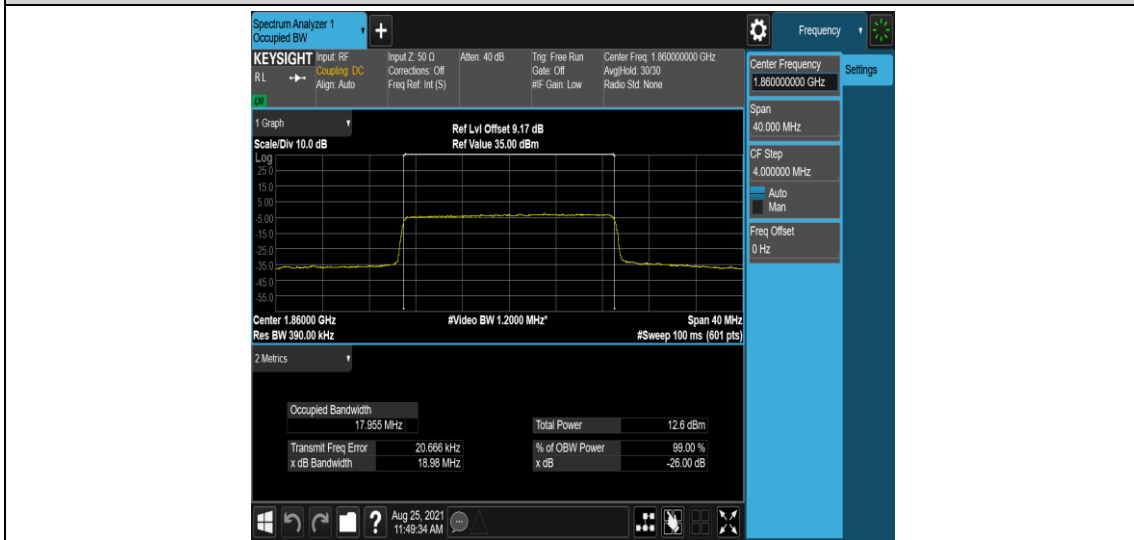 Spectrum Analyzer 1
Occupied BW
Frequency
KEYSIGHT
RL
LXI
Input: RF
Coupling: DC
Align: Auto
Input Z: 50 Ω
Corrections: Off
Freq Ref: Int (S)
Atten: 40 dB
Trig: Free Run
Gate: Off
#IF Gain: Low
Center Freq: 1.860000000 GHz
Avg|Hold: 30/30
Radio Std: None
Center Frequency
1.860000000 GHz
Settings
Span
40.000 MHz
CF Step
4.000000 MHz
Auto
Man
Freq Offset
0 Hz
1 Graph
Scale/Div 10.0 dB
Ref Lvl Offset 9.17 dB
Ref Value 35.00 dBm
Log
25.0
15.0
5.00
-5.00
-15.0
-25.0
-35.0
-45.0
-55.0
Center 1.86000 GHz
#Video BW 1.2000 MHz*
Span 40 MHz
Res BW 390.00 kHz
#Sweep 100 ms (601 pts)
2 Metrics
Occupied Bandwidth
17.955 MHz
Total Power 12.6 dBm
Transmit Freq Error 20.666 kHz
% of OBW Power 99.00 %
x dB Bandwidth 18.98 MHz
x dB -26.00 dB
?
Aug 25, 2021
11:49:34 AM